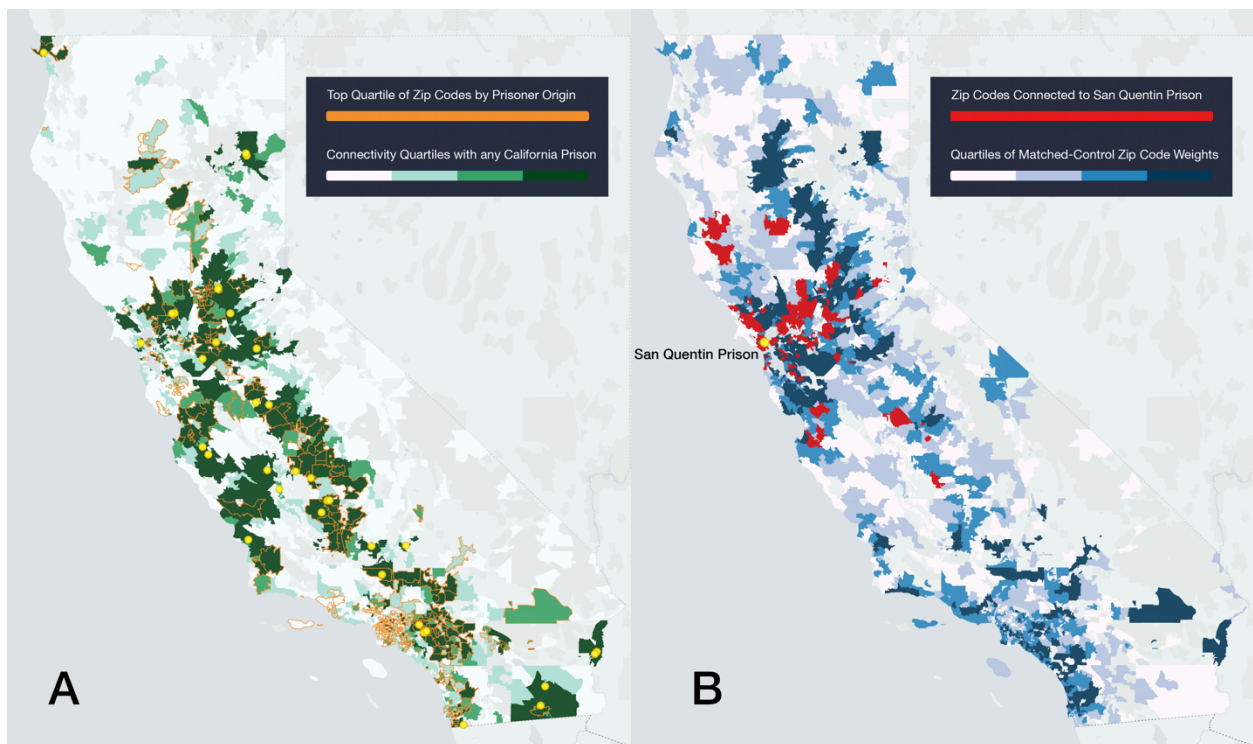 Top Quartile of Zip Codes by Prisoner Origin
Connectivity Quartiles with any California Prison
A
Zip Codes Connected to San Quentin Prison
Quartiles of Matched-Control Zip Code Weights
San Quentin Prison
B